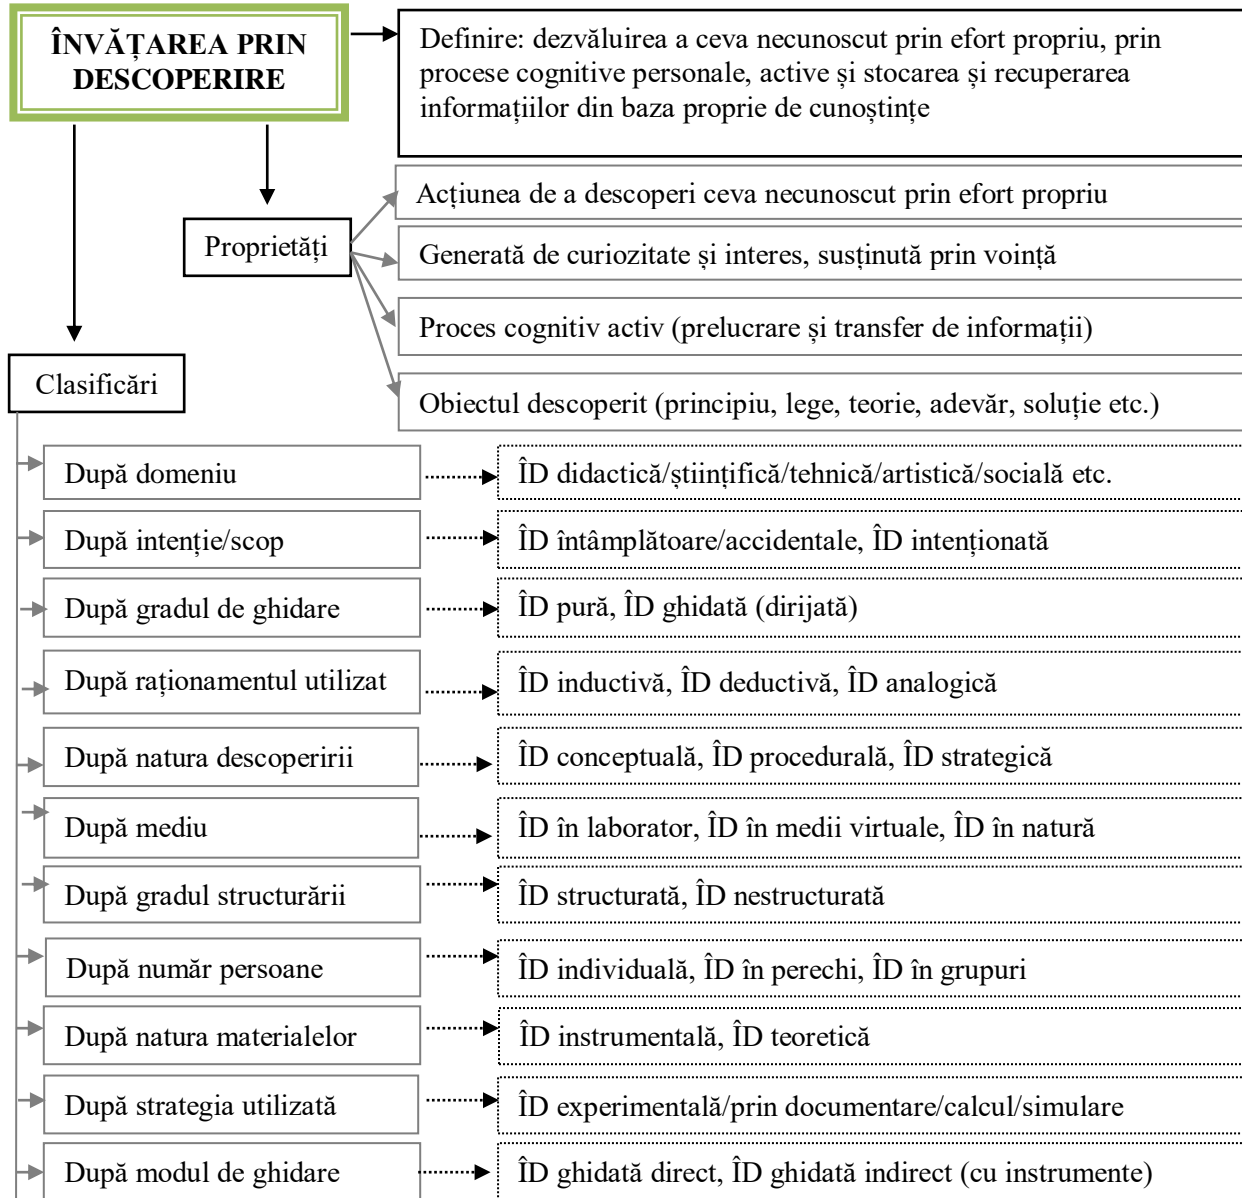 ÎNVĂȚAREA PRIN
DESCOPERIRE
Definire: dezvăluirea a ceva necunoscut prin efort propriu, prin
procese cognitive personale, active și stocarea și recuperarea
informațiilor din baza proprie de cunoștințe
Proprietăți
Acțiunea de a descoperi ceva necunoscut prin efort propriu
Generată de curiozitate și interes, susținută prin voință
Proces cognitiv activ (prelucrare și transfer de informații)
Obiectul descoperit (principiu, lege, teorie, adevăr, soluție etc.)
Clasificări
După domeniu
ÎD didactică/științifică/tehnică/artistică/socială etc.
După intenție/scop
ÎD întâmplătoare/accidentale, ÎD intenționată
După gradul de ghidare
ÎD pură, ÎD ghidată (dirijată)
După raționamentul utilizat
ÎD inductivă, ÎD deductivă, ÎD analogică
După natura descoperirii
ÎD conceptuală, ÎD procedurală, ÎD strategică
După mediu
ÎD în laborator, ÎD în medii virtuale, ÎD în natură
După gradul structurării
ÎD structurată, ÎD nestructurată
După număr persoane
ÎD individuală, ÎD în perechi, ÎD în grupuri
După natura materialelor
ÎD instrumentală, ÎD teoretică
După strategia utilizată
ÎD experimentală/prin documentare/calcul/simulare
După modul de ghidare
ÎD ghidată direct, ÎD ghidată indirect (cu instrumente)